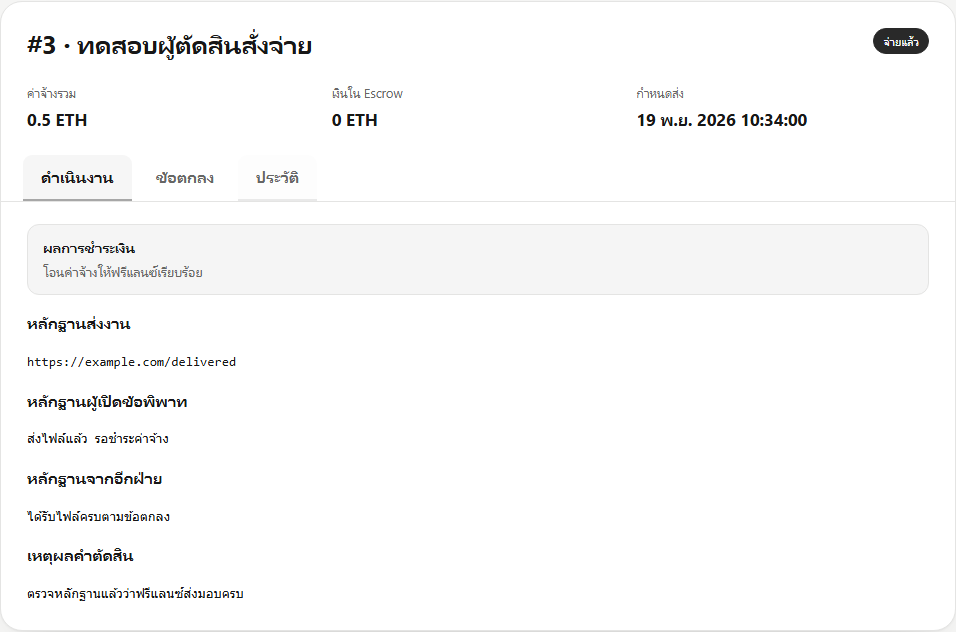 #3 · ทดสอบผู้ตัดสินสั่งจ่าย
จ่ายแล้ว
ค่าจ้างรวม
เงินใน Escrow
กำหนดส่ง
0.5 ETH
0 ETH
19 พ.ย. 2026 10:34:00
ดำเนินงาน
ข้อตกลง
ประวัติ
ผลการชำระเงิน
โอนค่าจ้างให้ฟรีแลนซ์เรียบร้อย
หลักฐานส่งงาน
https://example.com/delivered
หลักฐานผู้เปิดข้อพิพาท
ส่งไฟล์แล้ว รอชำระค่าจ้าง
หลักฐานจากอีกฝ่าย
ได้รับไฟล์ครบตามข้อตกลง
เหตุผลคำตัดสิน
ตรวจหลักฐานแล้วว่าฟรีแลนซ์ส่งมอบครบ